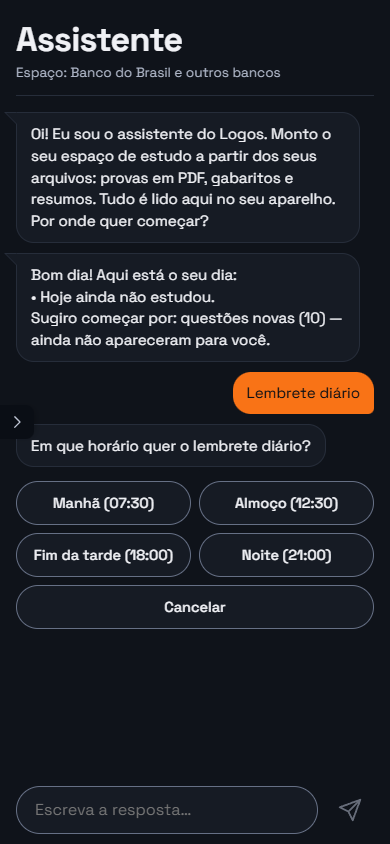 Assistente
Espaço: Banco do Brasil e outros bancos
Oi! Eu sou o assistente do Logos. Monto o
seu espaço de estudo a partir dos seus
arquivos: provas em PDF, gabaritos e
resumos. Tudo é lido aqui no seu aparelho.
Por onde quer começar?
Bom dia! Aqui está o seu dia:
• Hoje ainda não estudou.
Sugiro começar por: questões novas (10) —
ainda não apareceram para você.
Lembrete diário
Em que horário quer o lembrete diário?
Manhã (07:30)
Almoço (12:30)
Fim da tarde (18:00)
Noite (21:00)
Cancelar
Escreva a resposta...